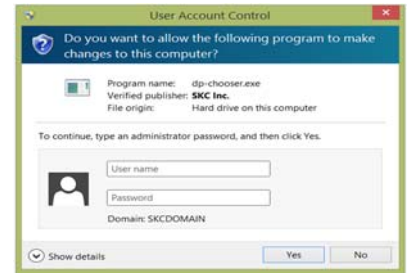 User Account Control
Do you want to allow the following program to make
changes to this computer?
Program name: dp-chooser.exe
Verified publisher: SKC Inc.
File origin: Hard drive on this computer
To continue, type an administrator password, and then click Yes.
User name
Password
Domain: SKCDOMAIN
Show details
Yes
No